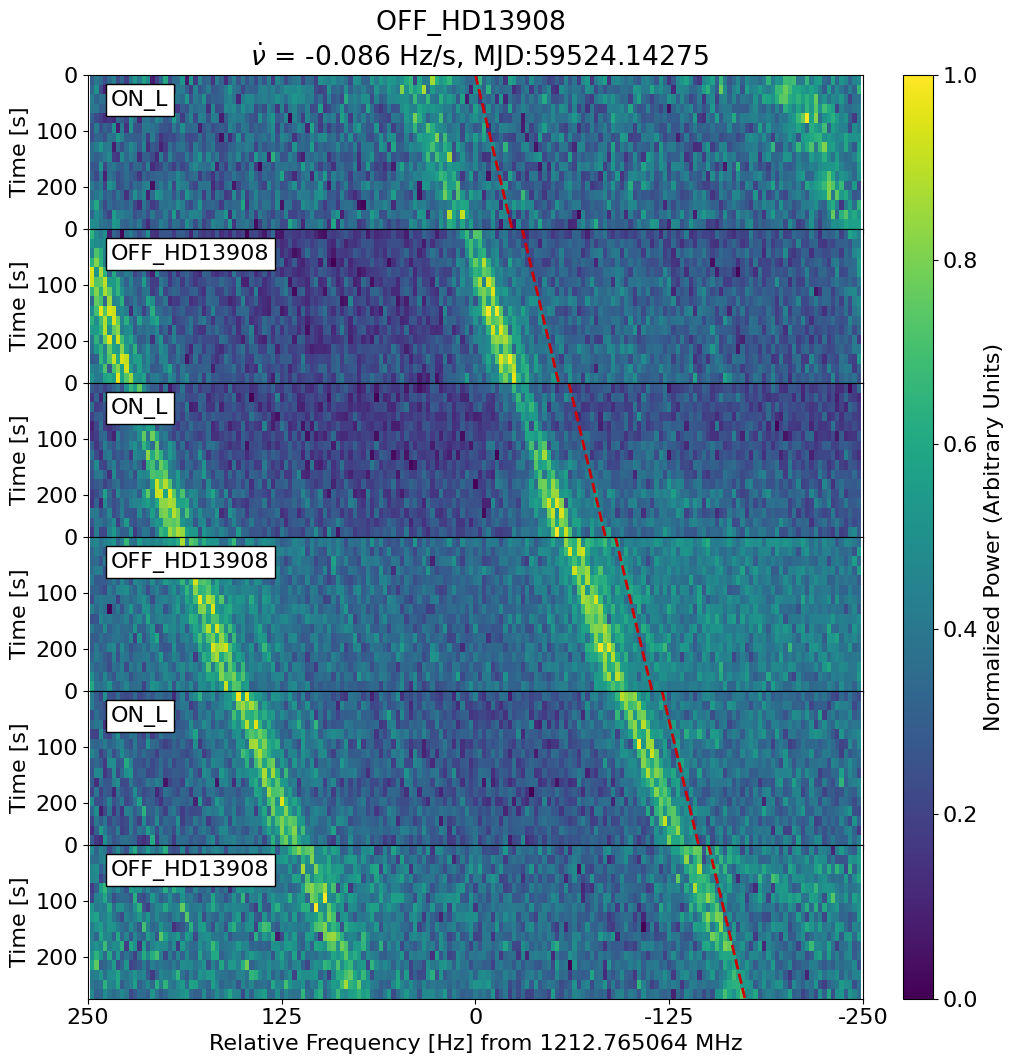 OFF_HD13908
ν̇ = -0.086 Hz/s, MJD:59524.14275
0
ON_L
100
200
Time [s]
0
OFF_HD13908
100
200
Time [s]
0
ON_L
100
200
Time [s]
0
OFF_HD13908
100
200
Time [s]
0
ON_L
100
200
Time [s]
0
OFF_HD13908
100
200
Time [s]
250 125 0 -125 -250
Relative Frequency [Hz] from 1212.765064 MHz
1.0
0.8
0.6
0.4
0.2
0.0
Normalized Power (Arbitrary Units)